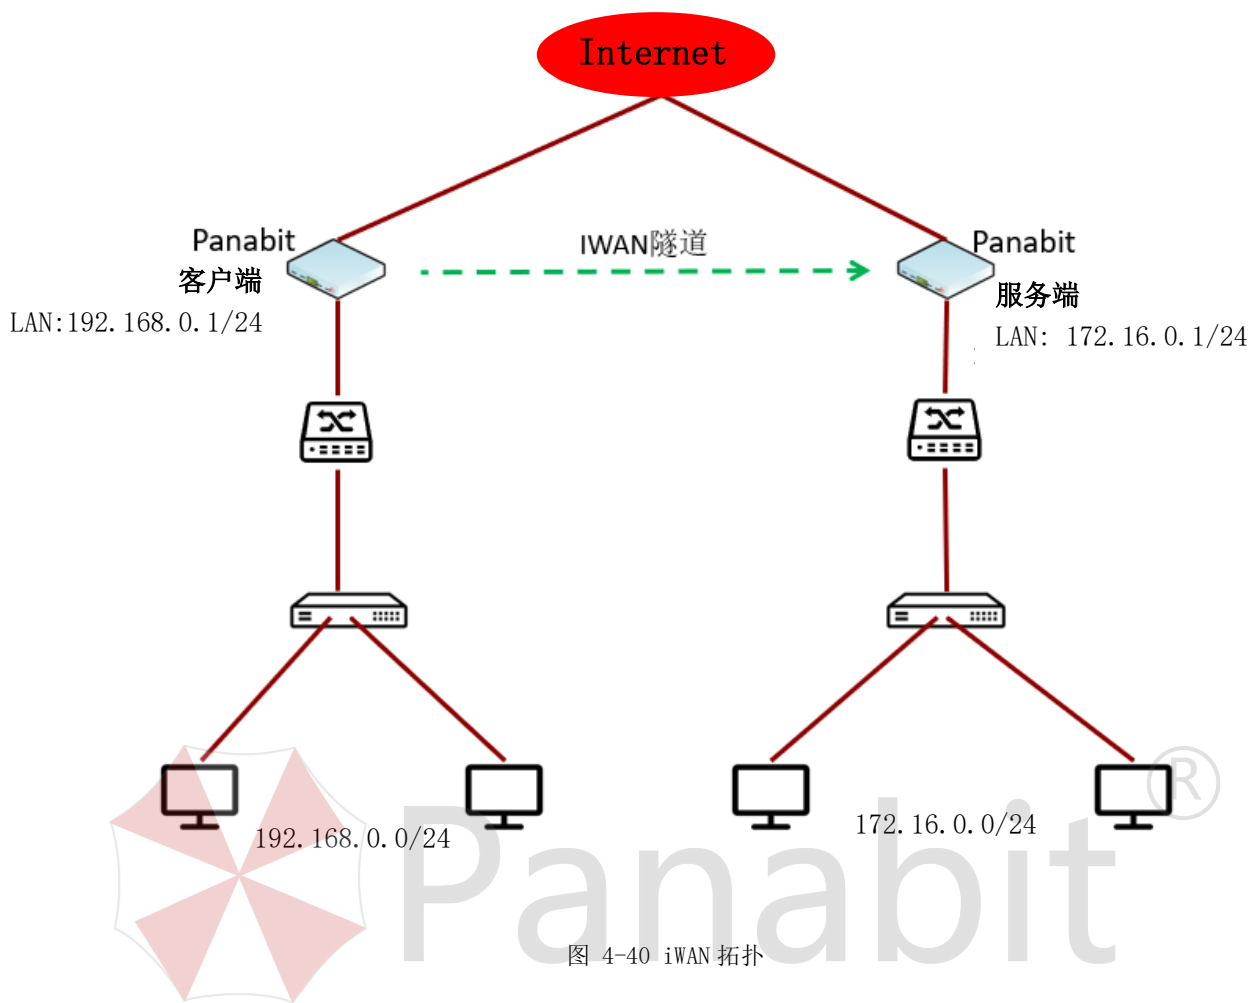 Internet
Panabit
客户端
LAN:192.168.0.1/24
IWAN隧道
Panabit
服务端
LAN: 172.16.0.1/24
192.168.0.0/24
172.16.0.0/24
Panabit®
图 4-40 iWAN 拓扑